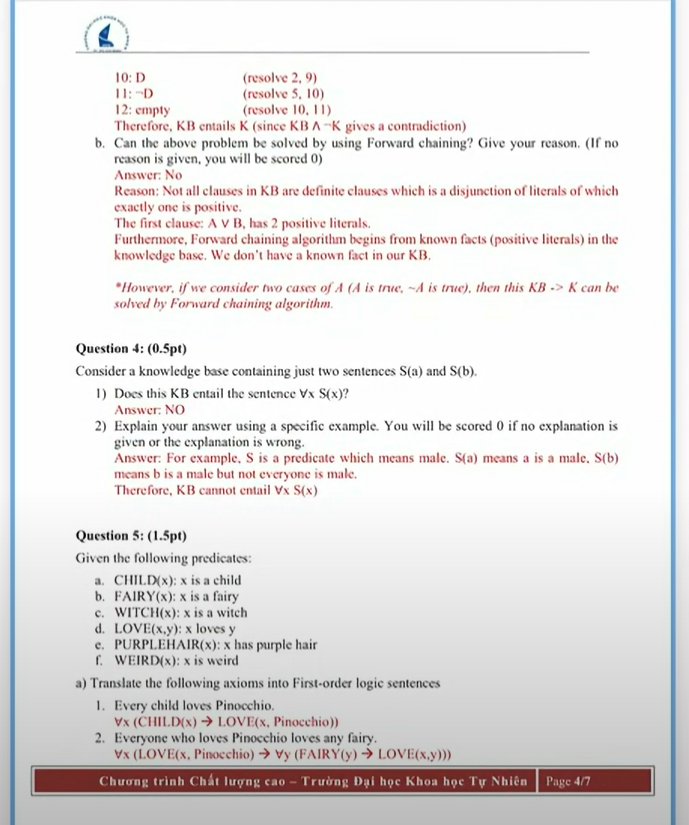 10: D (resolve 2, 9)
11: ¬D (resolve 5, 10)
12: empty (resolve 10, 11)
Therefore, KB entails K (since KB ∧ ¬K gives a contradiction)
b. Can the above problem be solved by using Forward chaining? Give your reason. (If no
reason is given, you will be scored 0)
Answer: No
Reason: Not all clauses in KB are definite clauses which is a disjunction of literals of which
exactly one is positive.
The first clause: A ∨ B, has 2 positive literals.
Furthermore, Forward chaining algorithm begins from known facts (positive literals) in the
knowledge base. We don't have a known fact in our KB.
*However, if we consider two cases of A (A is true, ~A is true), then this KB -> K can be
solved by Forward chaining algorithm.
Question 4: (0.5pt)
Consider a knowledge base containing just two sentences S(a) and S(b).
1) Does this KB entail the sentence ∀x S(x)?
Answer: NO
2) Explain your answer using a specific example. You will be scored 0 if no explanation is
given or the explanation is wrong.
Answer: For example, S is a predicate which means male. S(a) means a is a male, S(b)
means b is a male but not everyone is male.
Therefore, KB cannot entail ∀x S(x)
Question 5: (1.5pt)
Given the following predicates:
a. CHILD(x): x is a child
b. FAIRY(x): x is a fairy
c. WITCH(x): x is a witch
d. LOVE(x,y): x loves y
e. PURPLEHAIR(x): x has purple hair
f. WEIRD(x): x is weird
a) Translate the following axioms into First-order logic sentences
1. Every child loves Pinocchio.
∀x (CHILD(x) → LOVE(x, Pinocchio))
2. Everyone who loves Pinocchio loves any fairy.
∀x (LOVE(x, Pinocchio) → ∀y (FAIRY(y) → LOVE(x,y)))
Chương trình Chất lượng cao – Trường Đại học Khoa học Tự Nhiên Page 4/7